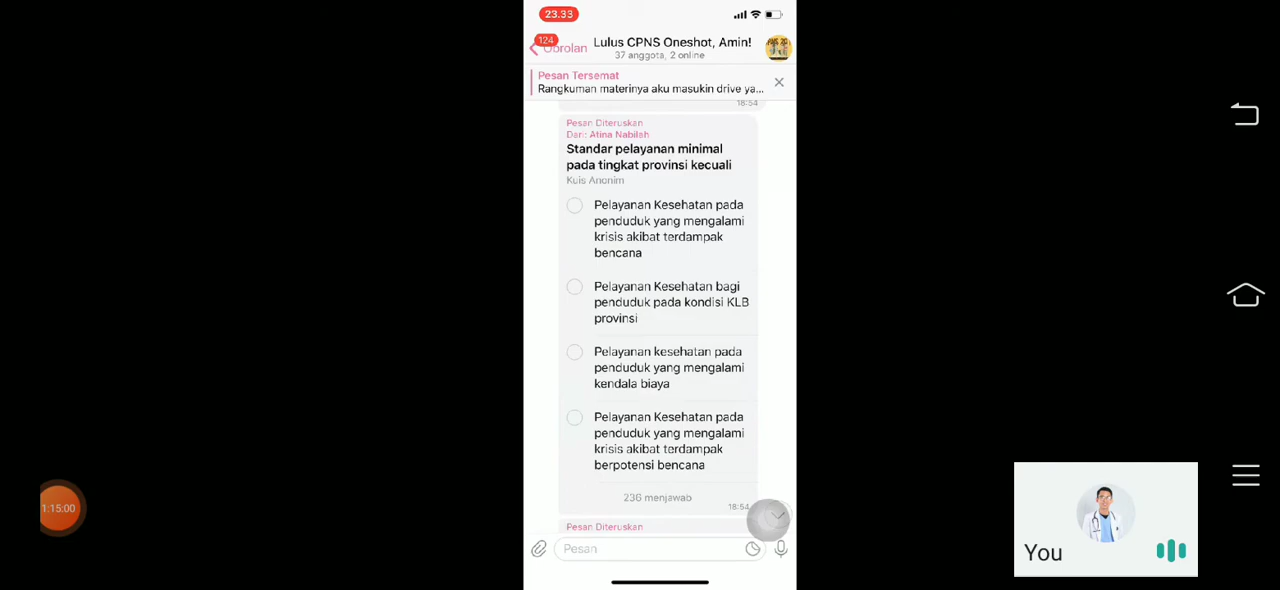 23.33
124
Obrolan
Lulus CPNS Oneshot, Amin!
37 anggota, 2 online
Pesan Tersemat
Rangkuman materinya aku masukin drive ya...
18:54
Pesan Diteruskan
Dari: Atina Nabilah
Standar pelayanan minimal
pada tingkat provinsi kecuali
Kuis Anonim
Pelayanan Kesehatan pada
penduduk yang mengalami
krisis akibat terdampak
bencana
Pelayanan Kesehatan bagi
penduduk pada kondisi KLB
provinsi
Pelayanan kesehatan pada
penduduk yang mengalami
kendala biaya
Pelayanan Kesehatan pada
penduduk yang mengalami
krisis akibat terdampak
berpotensi bencana
236 menjawab
18:54
Pesan Diteruskan
Pesan
1:15:00
You